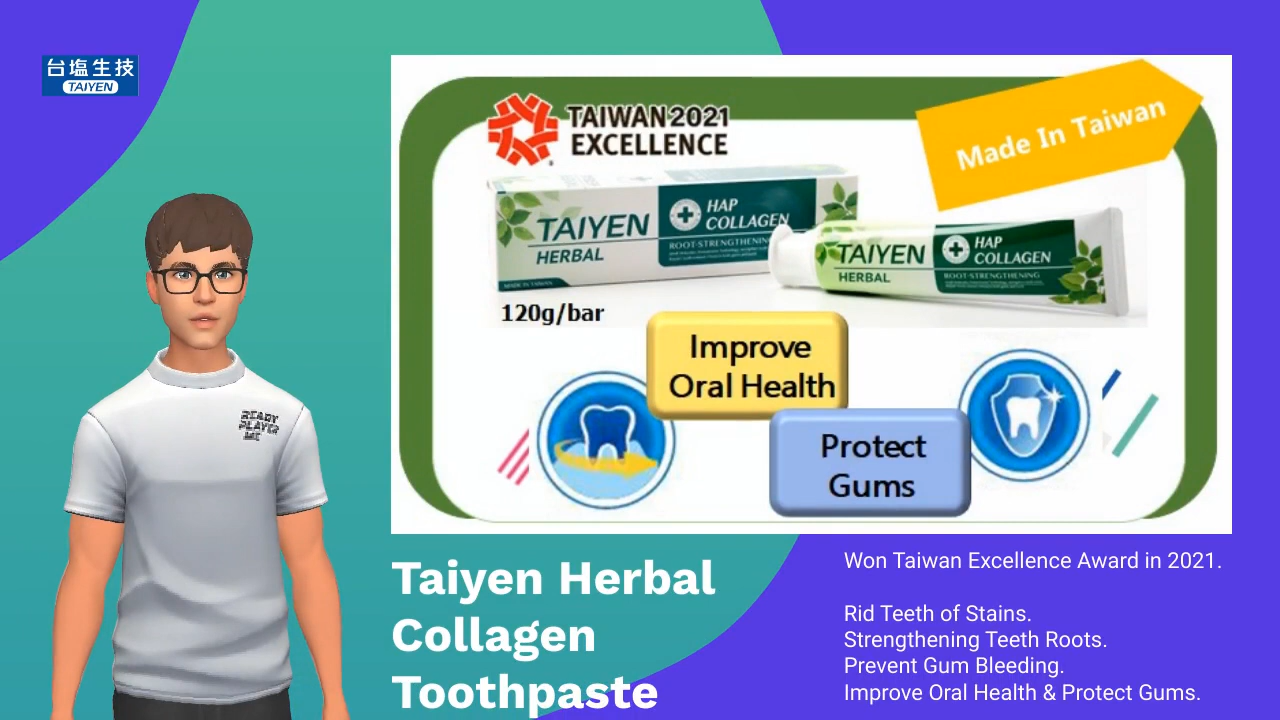 台塩生技
TAIYEN
TAIWAN 2021
EXCELLENCE
Made In Taiwan
TAIYEN
HERBAL
HAP
COLLAGEN
ROOT-STRENGTHENING
MADE IN TAIWAN
TAIYEN
HERBAL
HAP
COLLAGEN
ROOT-STRENGTHENING
120g/bar
Improve
Oral Health
Protect
Gums
READY
PLAYER
ME
Taiyen Herbal
Collagen
Toothpaste
Won Taiwan Excellence Award in 2021.
Rid Teeth of Stains.
Strengthening Teeth Roots.
Prevent Gum Bleeding.
Improve Oral Health & Protect Gums.